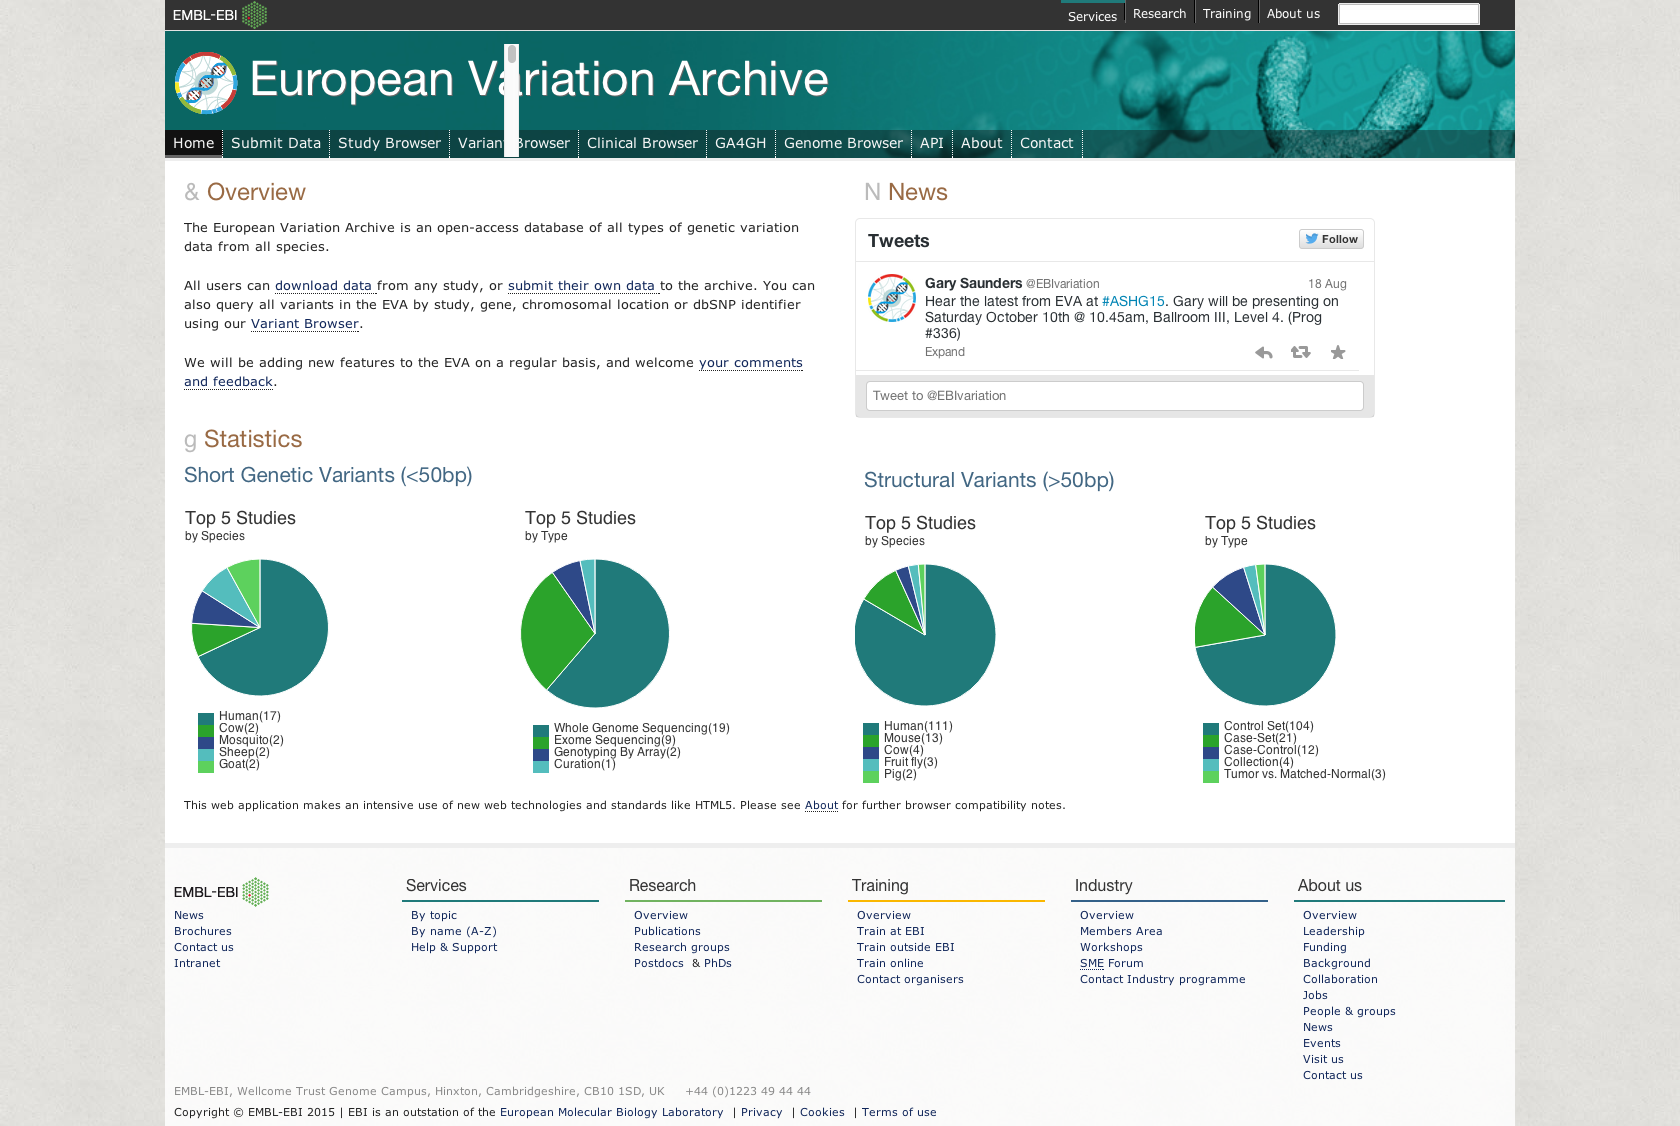 EMBL-EBI
Services Research Training About us
European Variation Archive
Home Submit Data Study Browser Variant Browser Clinical Browser GA4GH Genome Browser API About Contact
& Overview
The European Variation Archive is an open-access database of all types of genetic variation
data from all species.
All users can download data from any study, or submit their own data to the archive. You can
also query all variants in the EVA by study, gene, chromosomal location or dbSNP identifier
using our Variant Browser.
We will be adding new features to the EVA on a regular basis, and welcome your comments
and feedback.
N News
Tweets
Follow
Gary Saunders @EBIvariation 18 Aug
Hear the latest from EVA at #ASHG15. Gary will be presenting on
Saturday October 10th @ 10.45am, Ballroom III, Level 4. (Prog
#336)
Expand
Tweet to @EBIvariation
g Statistics
Short Genetic Variants (<50bp)
Top 5 Studies
by Species
Human(17)
Cow(2)
Mosquito(2)
Sheep(2)
Goat(2)
Top 5 Studies
by Type
Whole Genome Sequencing(19)
Exome Sequencing(9)
Genotyping By Array(2)
Curation(1)
Structural Variants (>50bp)
Top 5 Studies
by Species
Human(111)
Mouse(13)
Cow(4)
Fruit fly(3)
Pig(2)
Top 5 Studies
by Type
Control Set(104)
Case-Set(21)
Case-Control(12)
Collection(4)
Tumor vs. Matched-Normal(3)
This web application makes an intensive use of new web technologies and standards like HTML5. Please see About for further browser compatibility notes.
EMBL-EBI
News
Brochures
Contact us
Intranet
Services
By topic
By name (A-Z)
Help & Support
Research
Overview
Publications
Research groups
Postdocs & PhDs
Training
Overview
Train at EBI
Train outside EBI
Train online
Contact organisers
Industry
Overview
Members Area
Workshops
SME Forum
Contact Industry programme
About us
Overview
Leadership
Funding
Background
Collaboration
Jobs
People & groups
News
Events
Visit us
Contact us
EMBL-EBI, Wellcome Trust Genome Campus, Hinxton, Cambridgeshire, CB10 1SD, UK +44 (0)1223 49 44 44
Copyright © EMBL-EBI 2015 | EBI is an outstation of the European Molecular Biology Laboratory | Privacy | Cookies | Terms of use